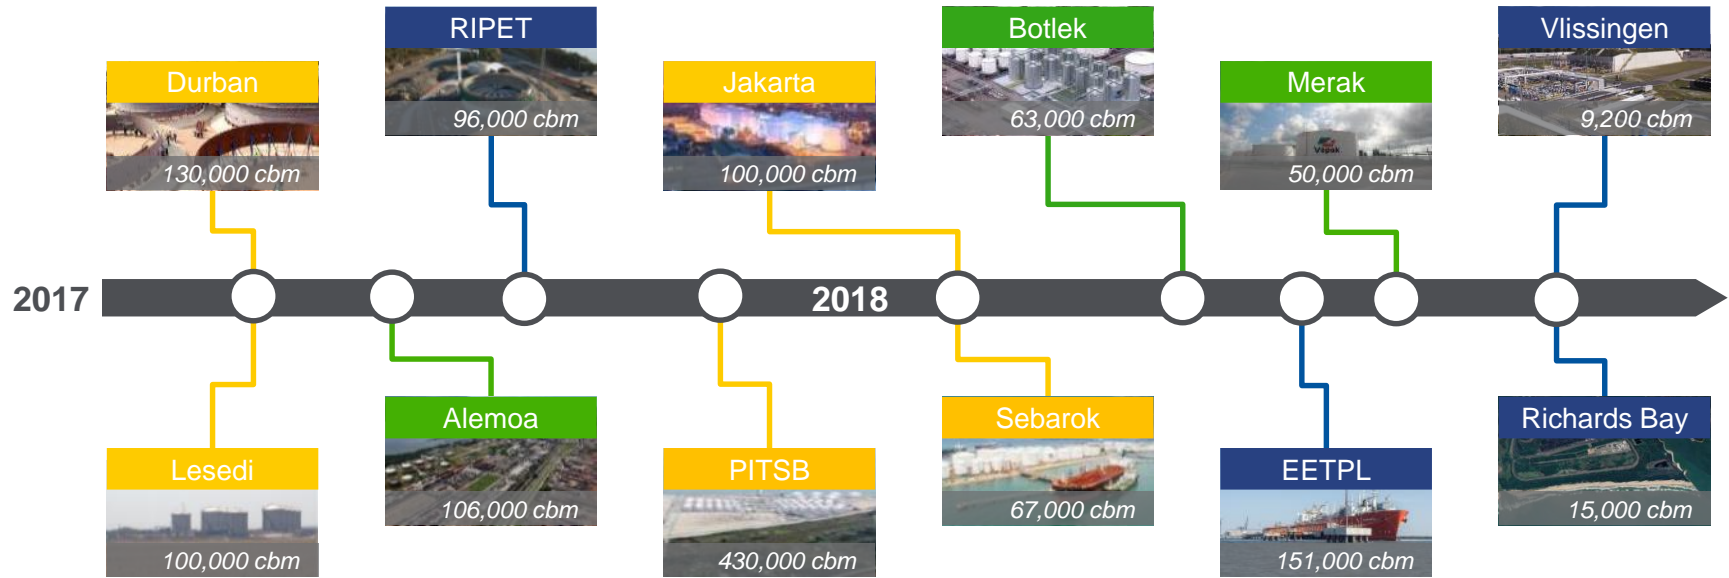 RIPET
96,000 cbm
Botlek
63,000 cbm
Vlissingen
9,200 cbm
Durban
130,000 cbm
Jakarta
100,000 cbm
Merak
Vopak
50,000 cbm
2017
2018
Alemoa
106,000 cbm
Sebarok
67,000 cbm
Richards Bay
15,000 cbm
Lesedi
100,000 cbm
PITSB
430,000 cbm
EETPL
151,000 cbm